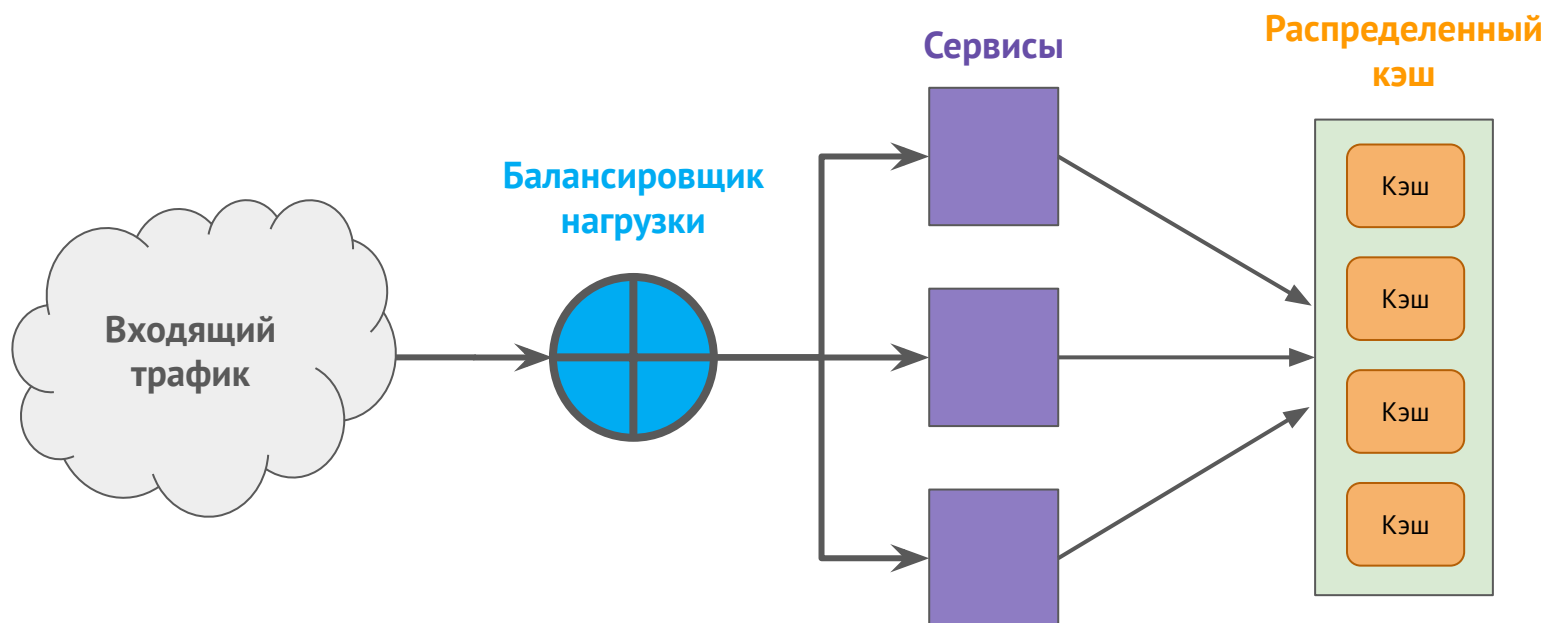 Сервисы
Распределенный
кэш
Балансировщик
нагрузки
Входящий
трафик
Кэш
Кэш
Кэш
Кэш